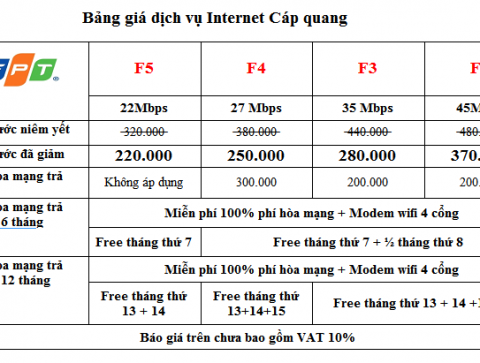 Bảng giá dịch vụ Internet Cáp quang
FPT ®
F5 F4 F3 F
22Mbps 27 Mbps 35 Mbps 45M
ước niêm yết 320.000 380.000 440.000 480.
ước đã giảm 220.000 250.000 280.000 370.
òa mạng trả Không áp dụng 300.000 200.000 200.
òa mạng trả
6 tháng
Miễn phí 100% phí hòa mạng + Modem wifi 4 cổng
Free tháng thứ 7 Free tháng thứ 7 + ½ tháng thứ 8
òa mạng trả
12 tháng
Miễn phí 100% phí hòa mạng + Modem wifi 4 cổng
Free tháng thứ
13 + 14
Free tháng thứ
13+14+15
Free tháng thứ 13 + 14 +
Báo giá trên chưa bao gồm VAT 10%